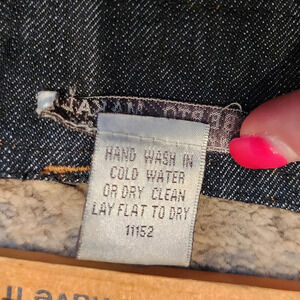 HAND WASH IN
COLD WATER
OR DRY CLEAN
LAY FLAT TO DRY
11152